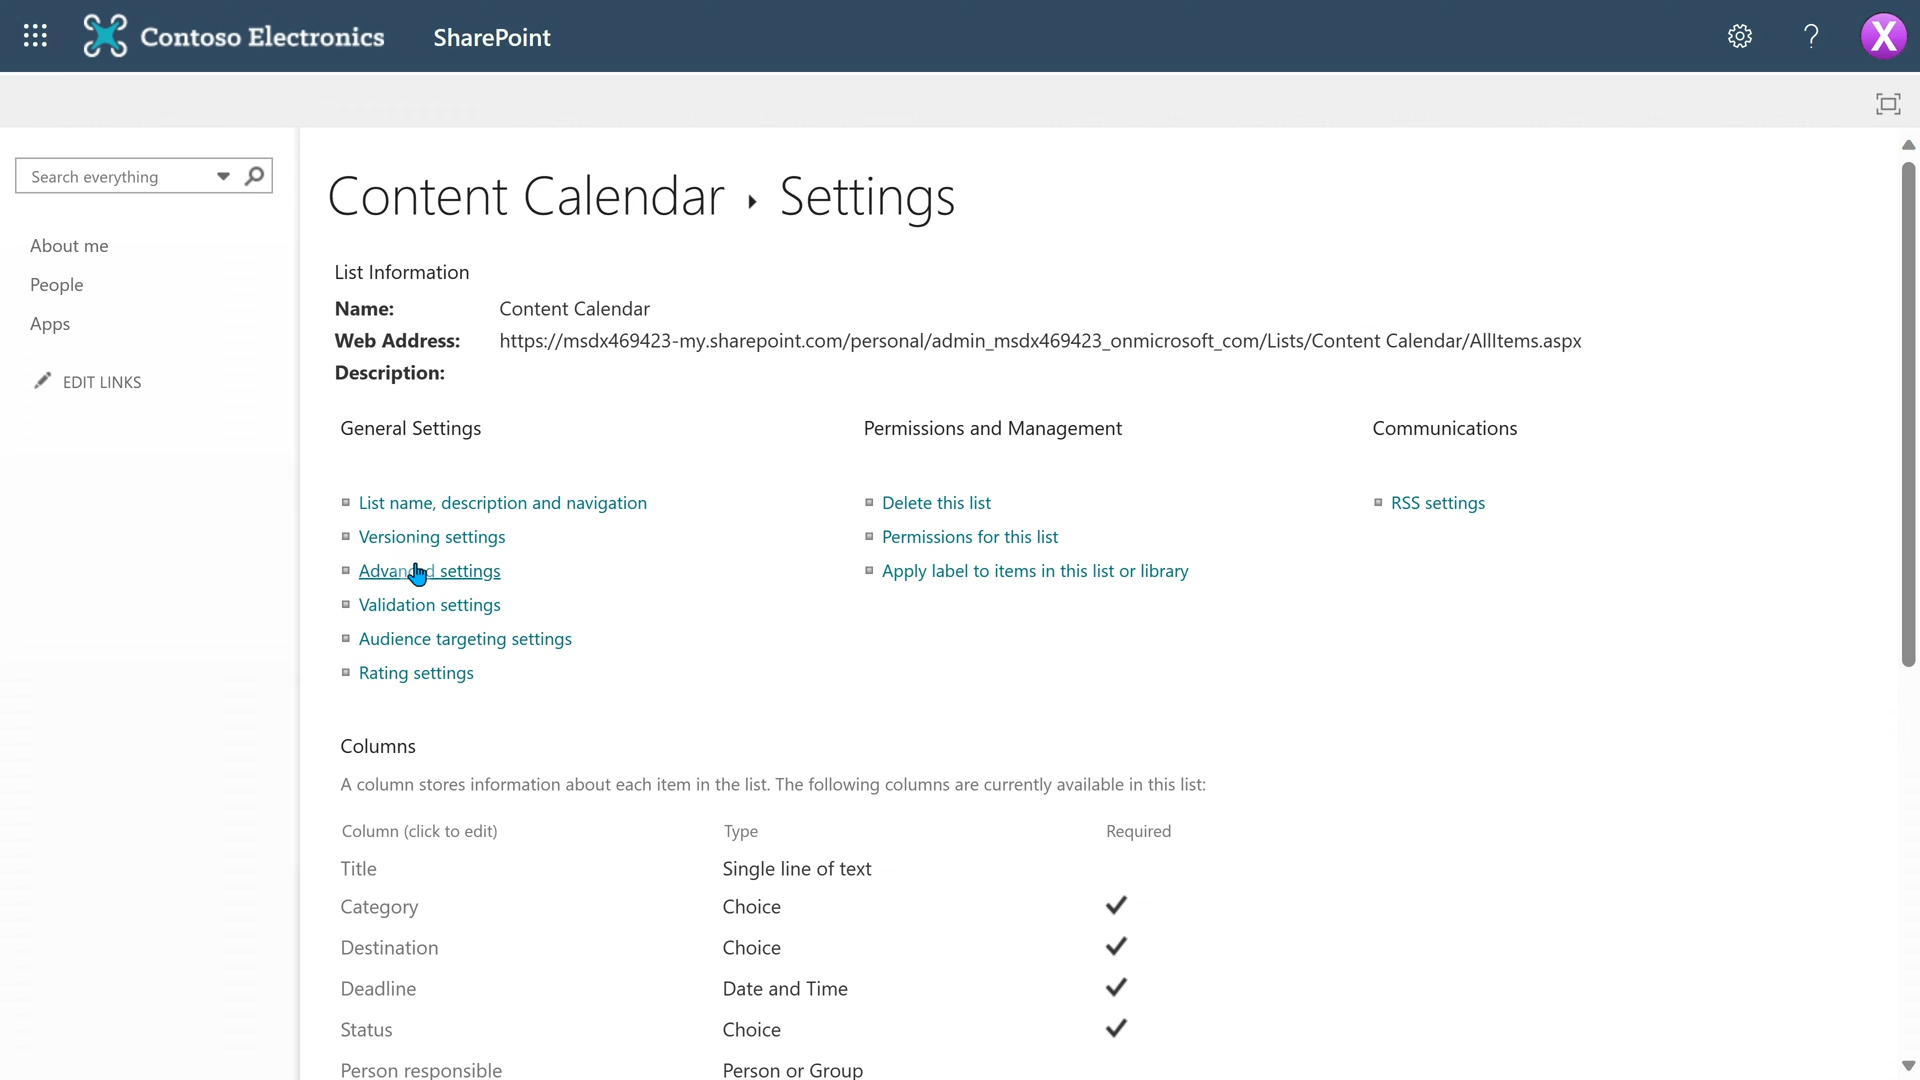 Contoso Electronics SharePoint ? X
Search everything
About me
People
Apps
EDIT LINKS
Content Calendar ▸ Settings
List Information
Name: Content Calendar
Web Address: https://msdx469423-my.sharepoint.com/personal/admin_msdx469423_onmicrosoft_com/Lists/Content Calendar/AllItems.aspx
Description:
General Settings Permissions and Management Communications
List name, description and navigation Delete this list RSS settings
Versioning settings Permissions for this list
Advanced settings Apply label to items in this list or library
Validation settings
Audience targeting settings
Rating settings
Columns
A column stores information about each item in the list. The following columns are currently available in this list:
Column (click to edit) Type Required
Title Single line of text
Category Choice ✓
Destination Choice ✓
Deadline Date and Time ✓
Status Choice ✓
Person responsible Person or Group